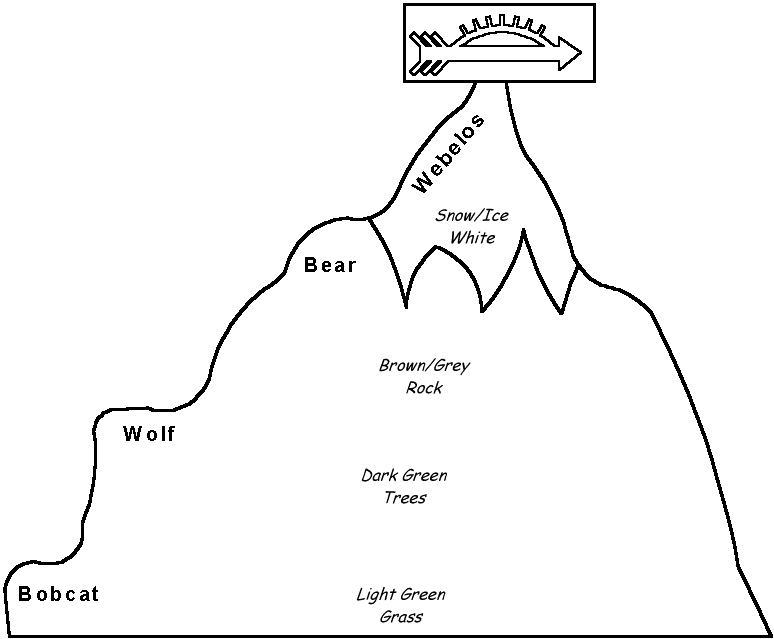 Webelos
Snow/Ice
White
Bear
Brown/Grey
Rock
Wolf
Dark Green
Trees
Bobcat
Light Green
Grass